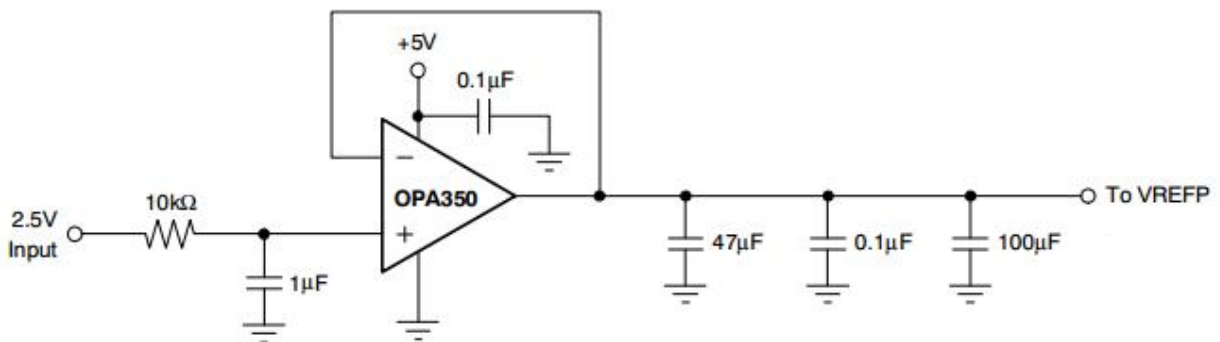 +5V
0.1μF
−
OPA350
+
10kΩ
2.5V
Input
1μF
47μF
0.1μF
100μF
To VREFP